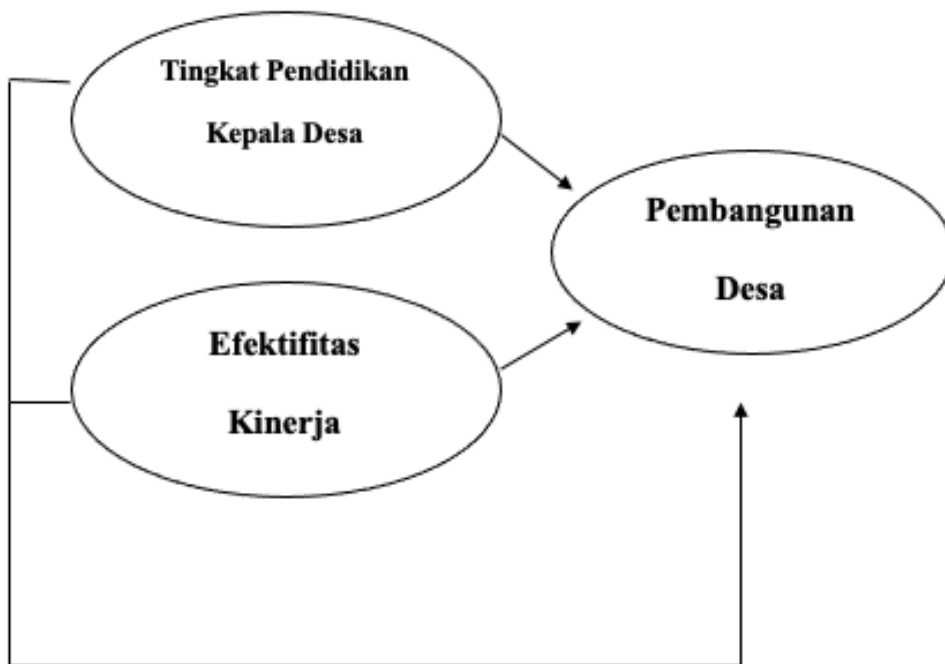 Tingkat Pendidikan
Kepala Desa
Pembangunan
Desa
Efektifitas
Kinerja